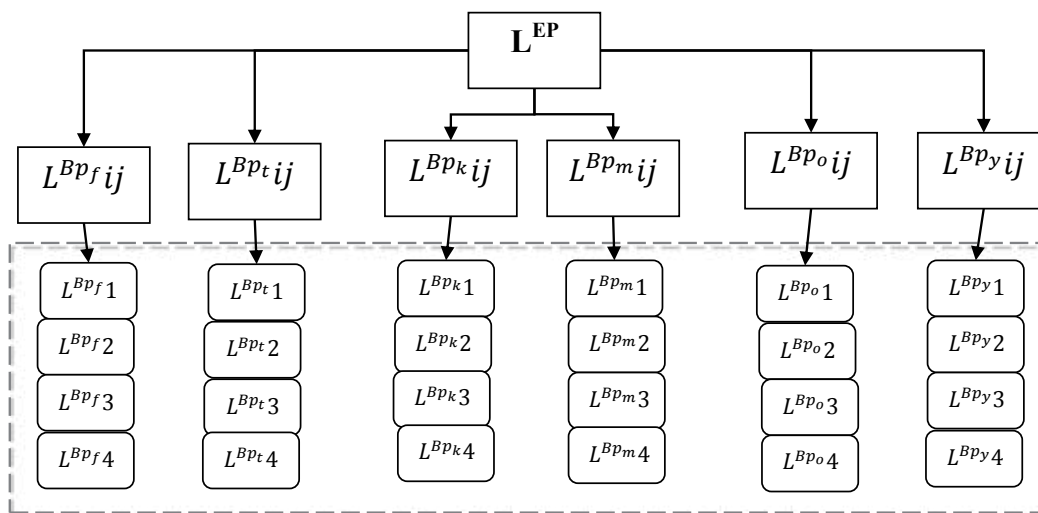 L^EP
L^Bp_f ij
L^Bp_t ij
L^Bp_k ij
L^Bp_m ij
L^Bp_o ij
L^Bp_y ij
L^Bp_f 1
L^Bp_f 2
L^Bp_f 3
L^Bp_f 4
L^Bp_t 1
L^Bp_t 2
L^Bp_t 3
L^Bp_t 4
L^Bp_k 1
L^Bp_k 2
L^Bp_k 3
L^Bp_k 4
L^Bp_m 1
L^Bp_m 2
L^Bp_m 3
L^Bp_m 4
L^Bp_o 1
L^Bp_o 2
L^Bp_o 3
L^Bp_o 4
L^Bp_y 1
L^Bp_y 2
L^Bp_y 3
L^Bp_y 4